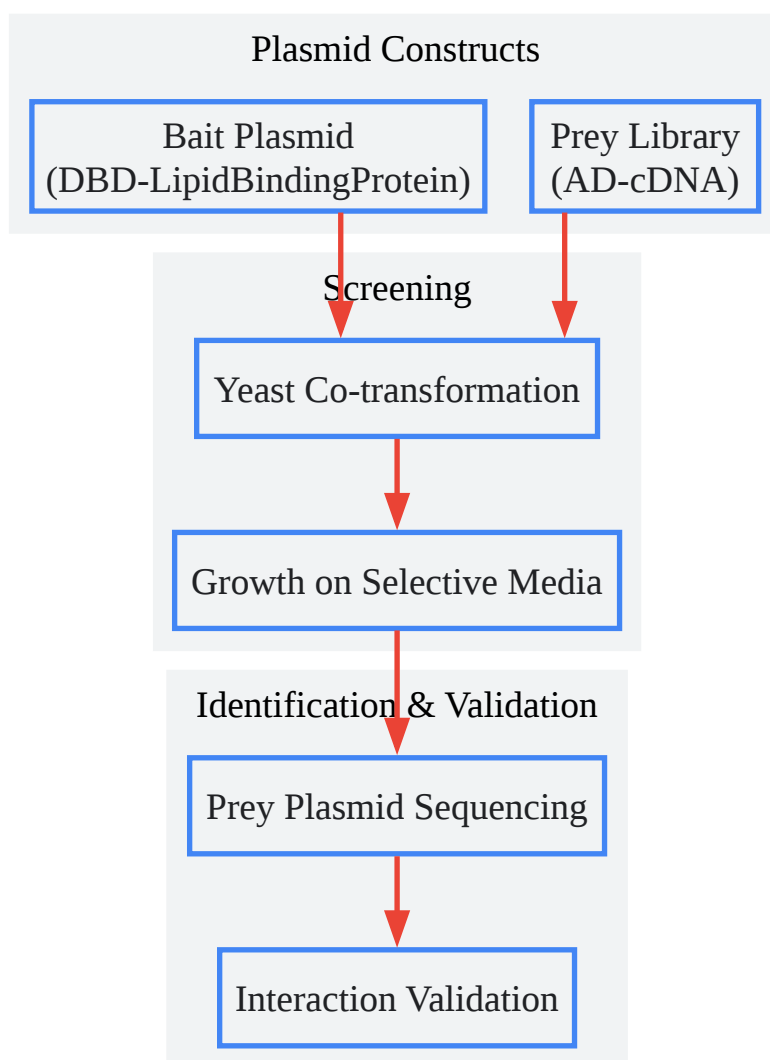 Plasmid Constructs
Bait Plasmid
(DBD-LipidBindingProtein)
Prey Library
(AD-cDNA)
Screening
Yeast Co-transformation
Growth on Selective Media
Identification & Validation
Prey Plasmid Sequencing
Interaction Validation